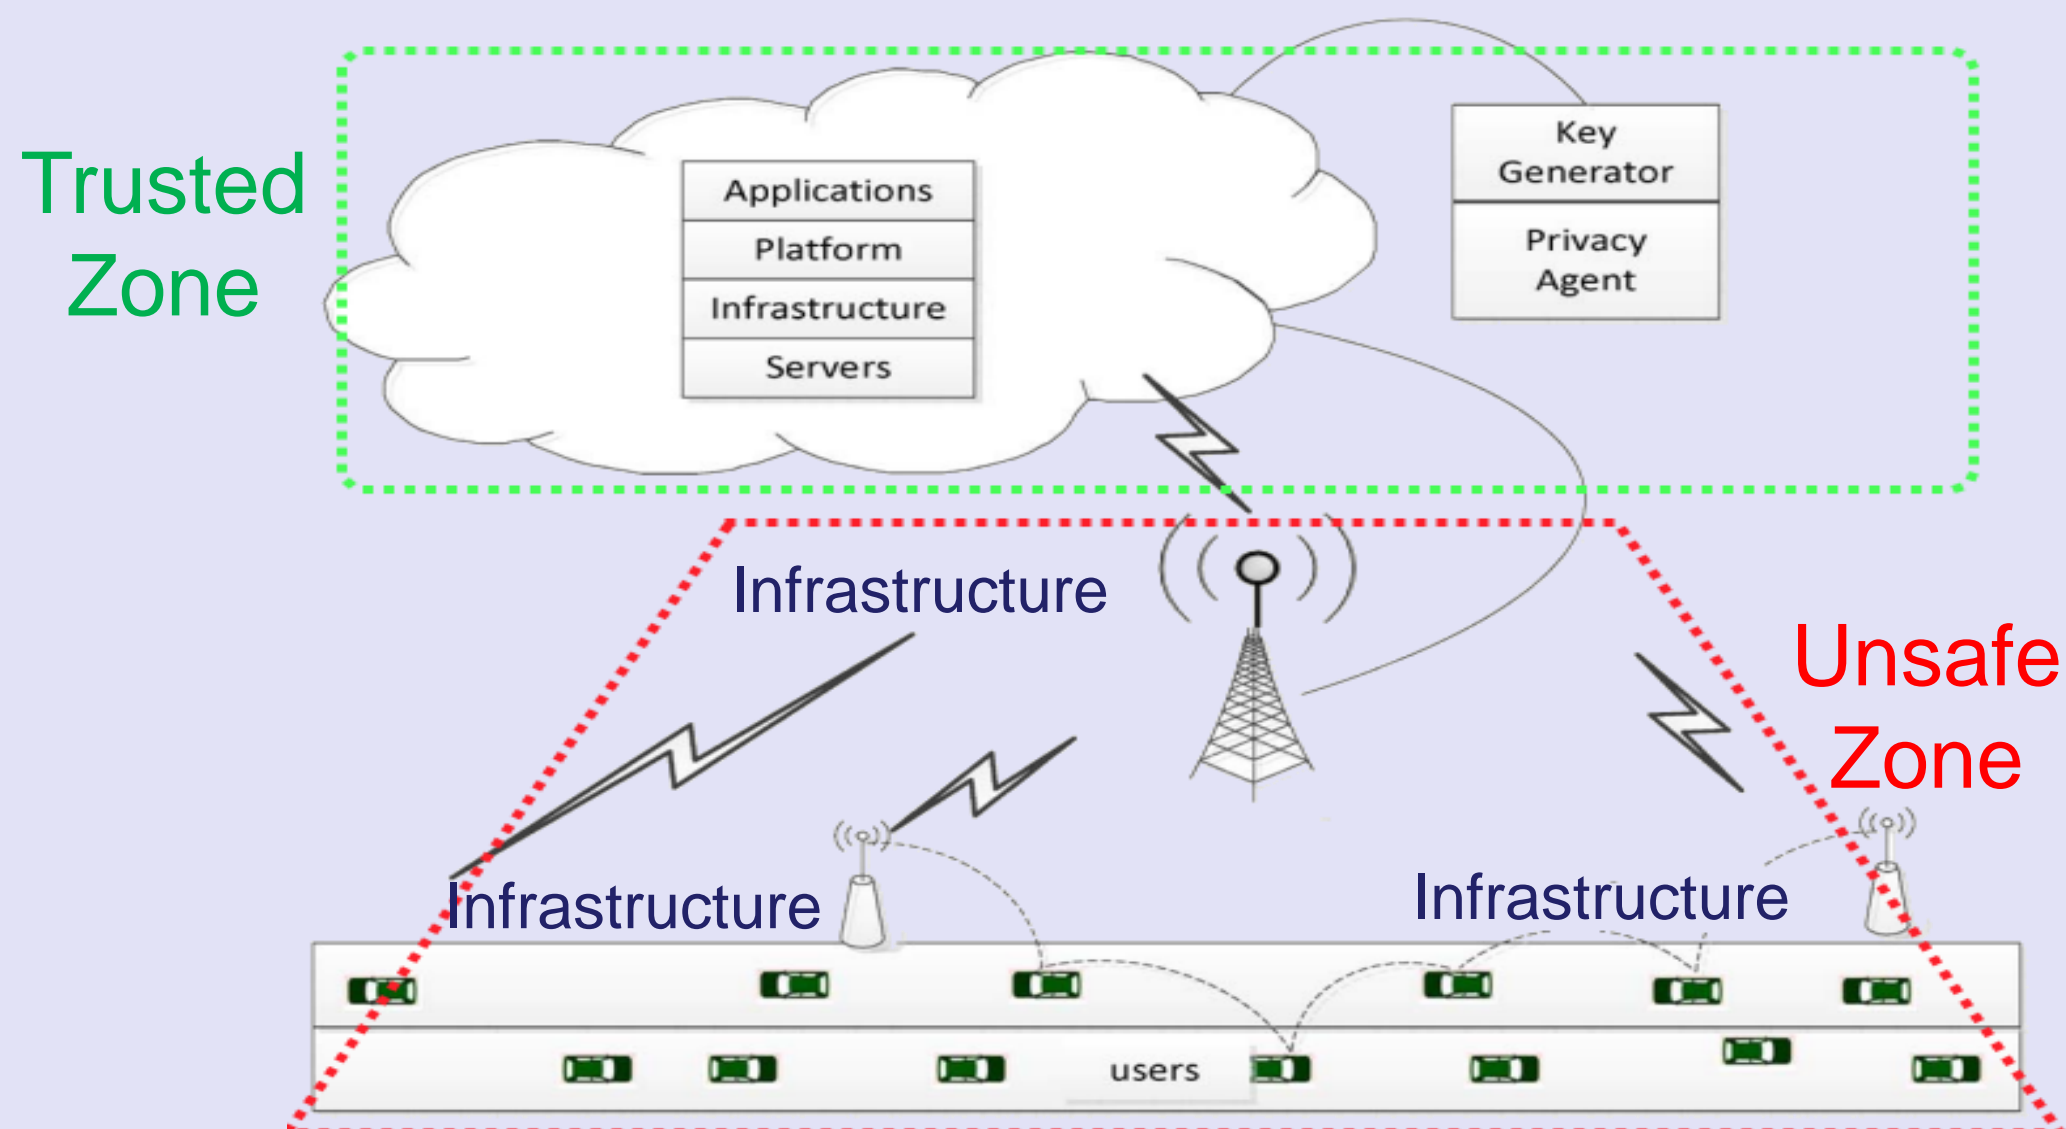 Trusted
Zone
Applications
Platform
Infrastructure
Servers
Key
Generator
Privacy
Agent
Infrastructure
Unsafe
Zone
Infrastructure
Infrastructure
users